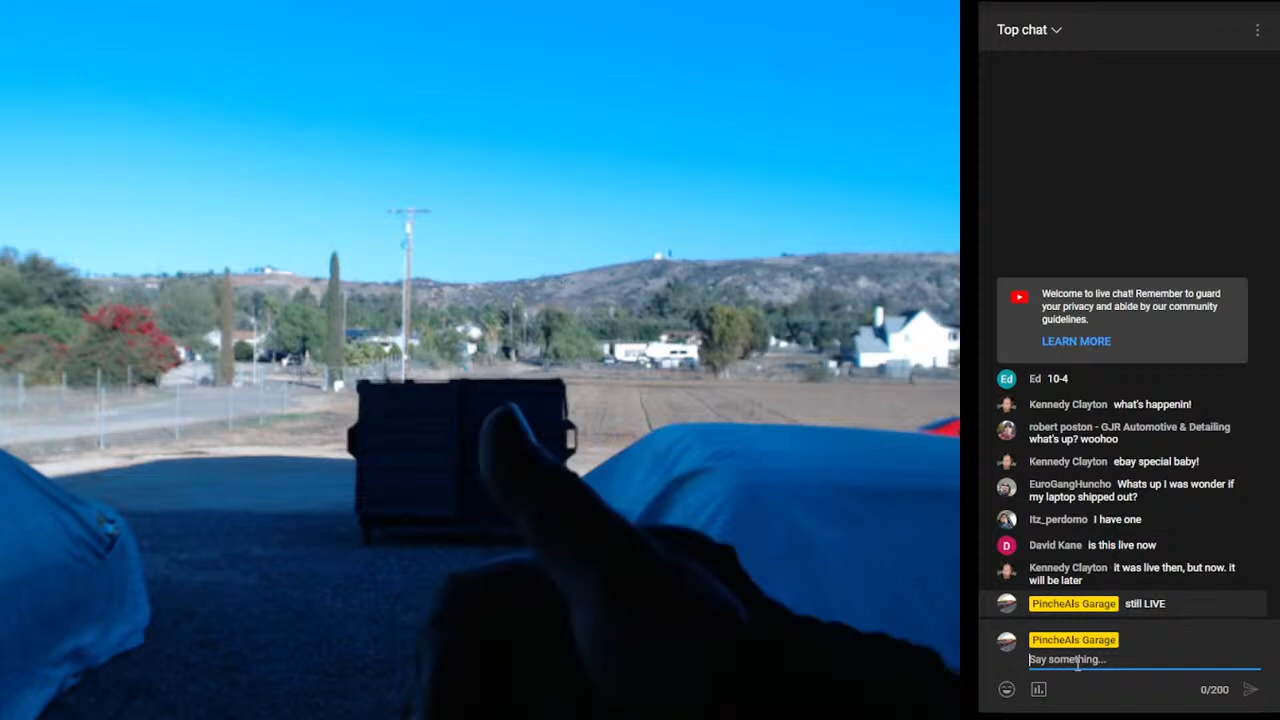 Top chat
Welcome to live chat! Remember to guard
your privacy and abide by our community
guidelines.
LEARN MORE
Ed Ed 10-4
Kennedy Clayton what's happenin!
robert poston - GJR Automotive & Detailing
what's up? woohoo
Kennedy Clayton ebay special baby!
EuroGangHuncho Whats up I was wonder if
my laptop shipped out?
Itz_perdomo I have one
D David Kane is this live now
Kennedy Clayton it was live then, but now. it
will be later
PincheAls Garage still LIVE
PincheAls Garage
Say something...
0/200